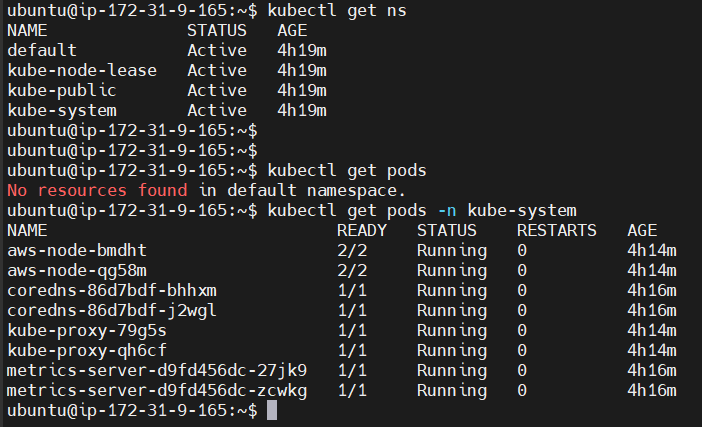 ubuntu@ip-172-31-9-165:~$ kubectl get ns
NAME              STATUS   AGE
default           Active   4h19m
kube-node-lease   Active   4h19m
kube-public       Active   4h19m
kube-system       Active   4h19m
ubuntu@ip-172-31-9-165:~$
ubuntu@ip-172-31-9-165:~$
ubuntu@ip-172-31-9-165:~$ kubectl get pods
No resources found in default namespace.
ubuntu@ip-172-31-9-165:~$ kubectl get pods -n kube-system
NAME                             READY   STATUS    RESTARTS   AGE
aws-node-bmdht                   2/2     Running   0          4h14m
aws-node-qg58m                   2/2     Running   0          4h14m
coredns-86d7bdf-bhhxm            1/1     Running   0          4h16m
coredns-86d7bdf-j2wgl            1/1     Running   0          4h16m
kube-proxy-79g5s                 1/1     Running   0          4h14m
kube-proxy-qh6cf                 1/1     Running   0          4h14m
metrics-server-d9fd456dc-27jk9   1/1     Running   0          4h16m
metrics-server-d9fd456dc-zcwkg   1/1     Running   0          4h16m
ubuntu@ip-172-31-9-165:~$